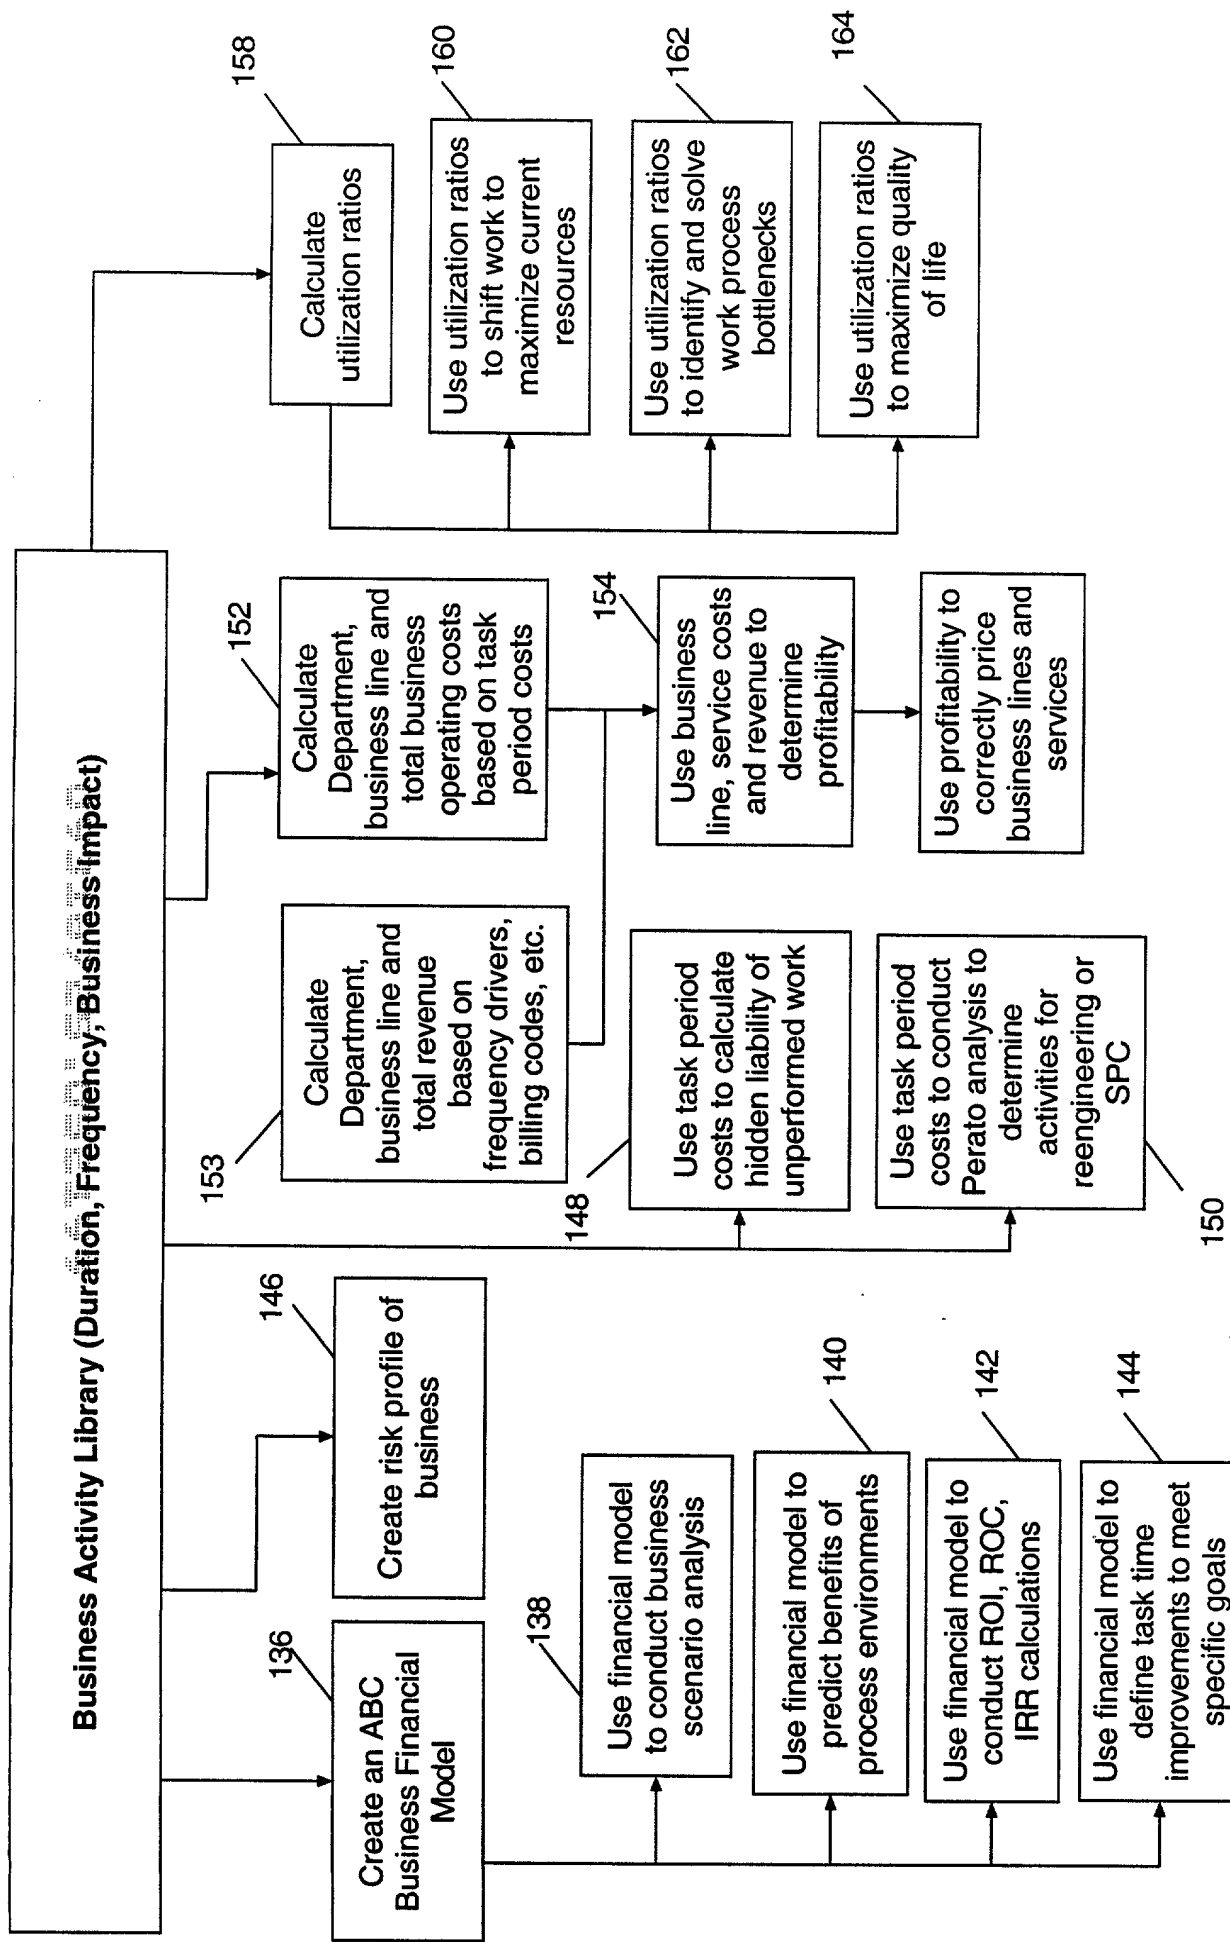 Business Activity Library (Duration, Frequency, Business Impact)
136
Create an ABC
Business Financial
Model
146
Create risk profile of
business
138
Use financial model
to conduct business
scenario analysis
140
Use financial model to
predict benefits of
process environments
142
Use financial model to
conduct ROI, ROC,
IRR calculations
144
Use financial model to
define task time
improvements to meet
specific goals
153
Calculate
Department,
business line and
total revenue
based on
frequency drivers,
billing codes, etc.
152
Calculate
Department,
business line and
total business
operating costs
based on task
period costs
148
Use task period
costs to calculate
hidden liability of
unperformed work
150
Use task period
costs to conduct
Perato analysis to
determine
activities for
reengineering or
SPC
154
Use business
line, service costs
and revenue to
determine
profitability
Use profitability to
correctly price
business lines and
services
158
Calculate
utilization ratios
160
Use utilization ratios
to shift work to
maximize current
resources
162
Use utilization ratios
to identify and solve
work process
bottlenecks
164
Use utilization ratios
to maximize quality
of life